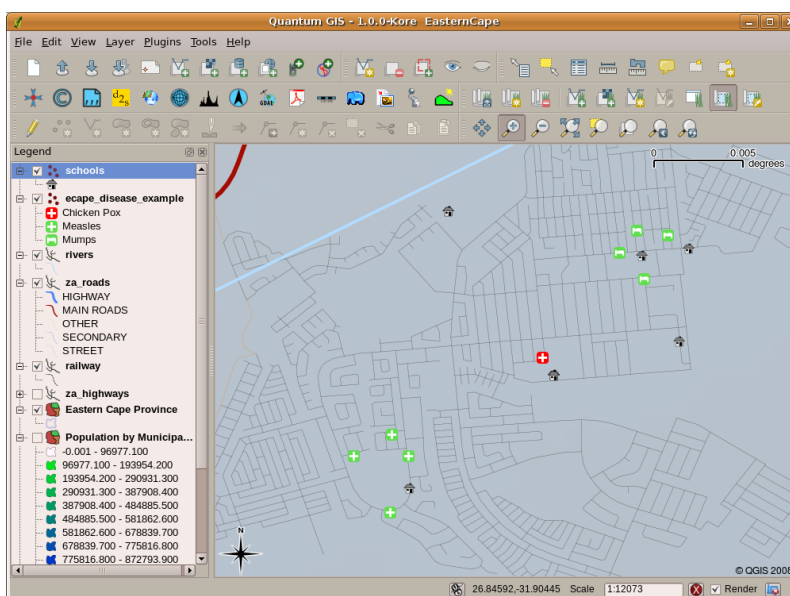 Quantum GIS - 1.0.0-Kore EasternCape
File Edit View Layer Plugins Tools Help
Legend
schools
ecape_disease_example
Chicken Pox
Measles
Mumps
rivers
za_roads
HIGHWAY
MAIN ROADS
OTHER
SECONDARY
STREET
railway
za_highways
Eastern Cape Province
Population by Municipa...
-0.001 - 96977.100
96977.100 - 193954.200
193954.200 - 290931.300
290931.300 - 387908.400
387908.400 - 484885.500
484885.500 - 581862.600
581862.600 - 678839.700
678839.700 - 775816.800
775816.800 - 872793.900
0 0.005
degrees
N
© QGIS 2008
26.84592,-31.90445 Scale 1:12073 Render